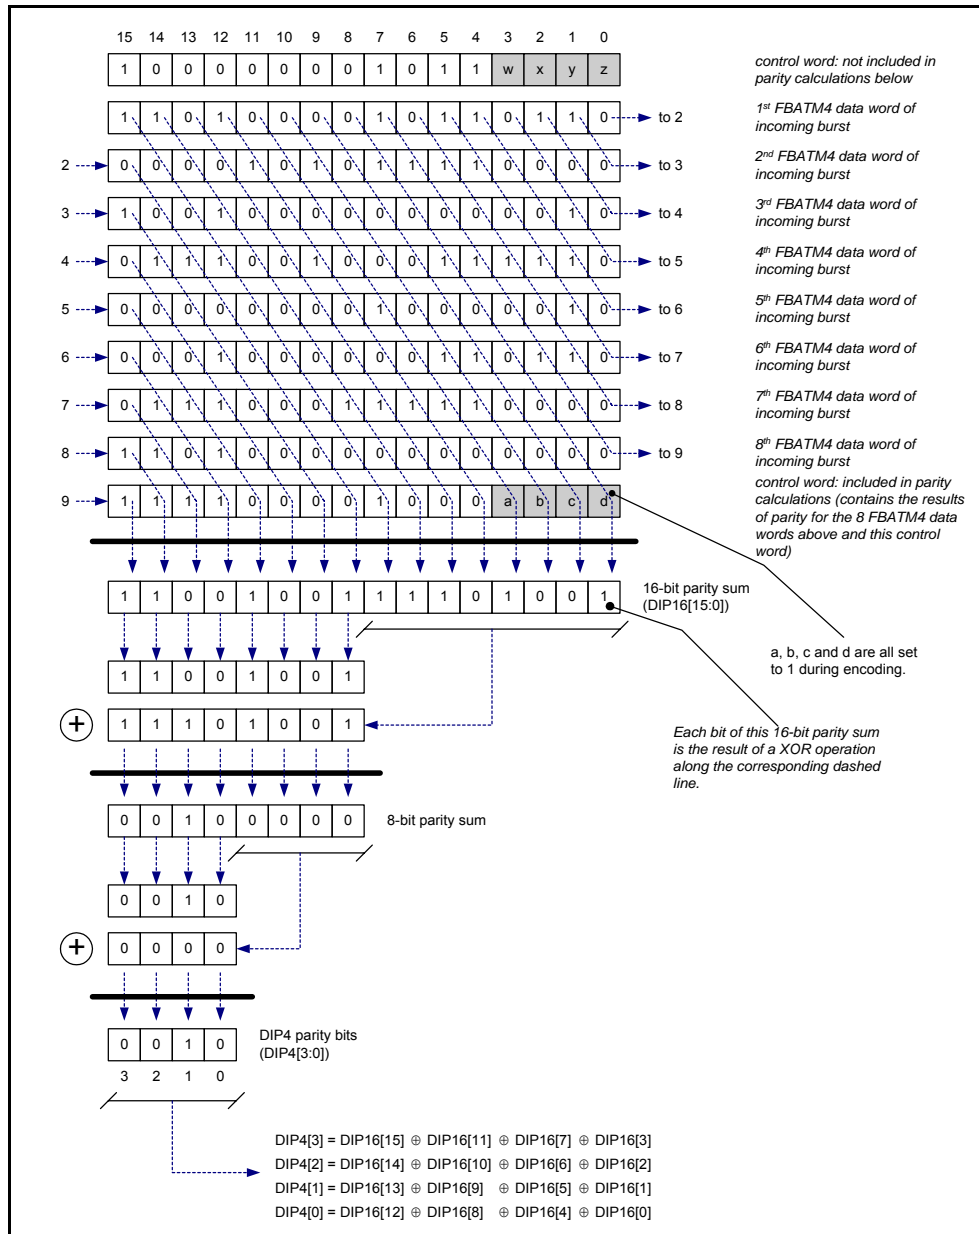 15 14 13 12 11 10 9 8 7 6 5 4 3 2 1 0
1 0 0 0 0 0 0 0 1 0 1 1 w x y z
control word: not included in
parity calculations below
1 1 0 1 0 0 0 0 1 0 1 1 0 1 1 0 to 2
1st FBATM4 data word of
incoming burst
2 0 0 0 0 1 0 1 0 1 1 1 0 0 0 0 0 to 3
2nd FBATM4 data word of
incoming burst
3 1 0 0 1 0 0 0 0 0 0 0 0 0 0 1 0 to 4
3rd FBATM4 data word of
incoming burst
4 0 1 1 1 0 0 1 0 0 0 1 1 1 1 1 0 to 5
4th FBATM4 data word of
incoming burst
5 0 0 0 0 0 0 0 0 1 0 0 0 0 0 1 0 to 6
5th FBATM4 data word of
incoming burst
6 0 0 0 1 0 0 0 0 0 0 1 1 0 1 1 0 to 7
6th FBATM4 data word of
incoming burst
7 0 1 1 1 0 0 0 1 1 1 1 1 0 0 0 0 to 8
7th FBATM4 data word of
incoming burst
8 1 1 0 1 0 0 0 0 0 0 0 0 0 0 0 0 to 9
8th FBATM4 data word of
incoming burst
9 1 1 1 1 0 0 0 0 1 0 0 0 a b c d
control word: included in parity
calculations (contains the results
of parity for the 8 FBATM4 data
words above and this control
word)
1 1 0 0 1 0 0 1 1 1 1 0 1 0 0 1
16-bit parity sum
(DIP16[15:0])
a, b, c and d are all set
to 1 during encoding.
1 1 0 0 1 0 0 1
+ 1 1 1 0 1 0 0 1
Each bit of this 16-bit parity sum
is the result of a XOR operation
along the corresponding dashed
line.
0 0 1 0 0 0 0 0 8-bit parity sum
0 0 1 0
+ 0 0 0 0
0 0 1 0
DIP4 parity bits
(DIP4[3:0])
3 2 1 0
DIP4[3] = DIP16[15] ⊕ DIP16[11] ⊕ DIP16[7] ⊕ DIP16[3]
DIP4[2] = DIP16[14] ⊕ DIP16[10] ⊕ DIP16[6] ⊕ DIP16[2]
DIP4[1] = DIP16[13] ⊕ DIP16[9] ⊕ DIP16[5] ⊕ DIP16[1]
DIP4[0] = DIP16[12] ⊕ DIP16[8] ⊕ DIP16[4] ⊕ DIP16[0]